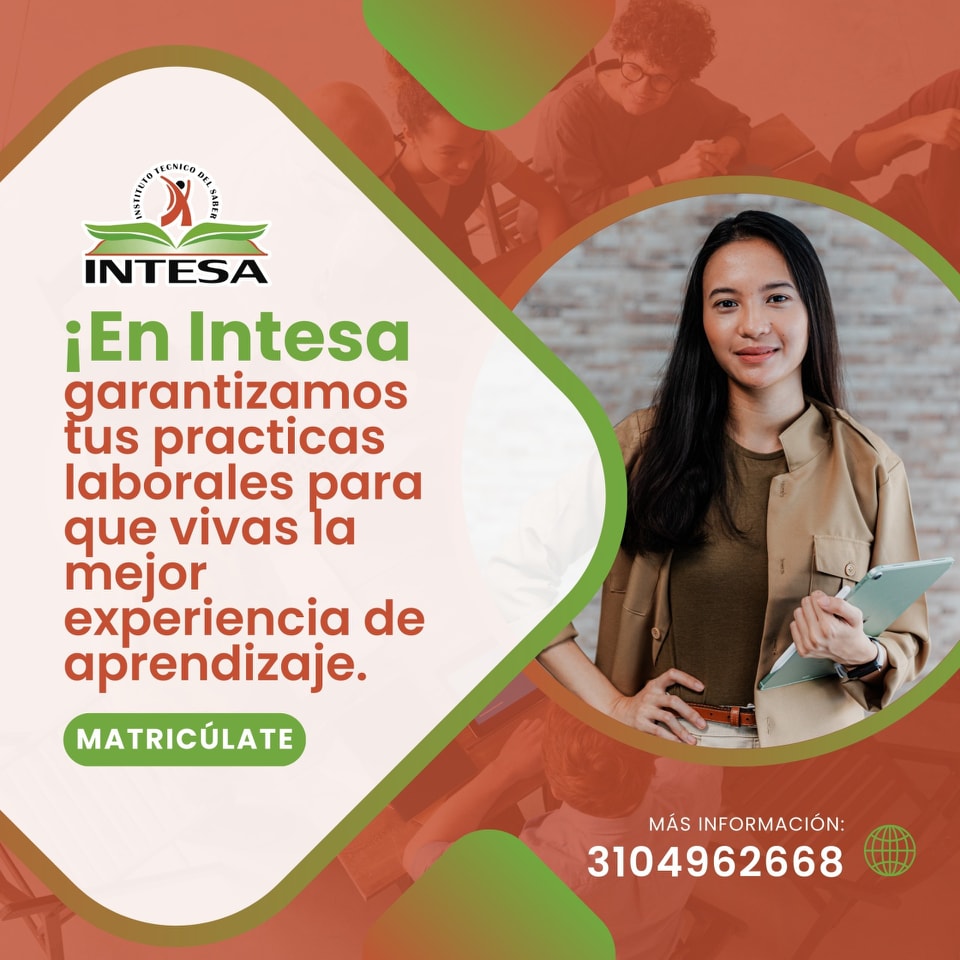 INSTITUTO TECNICO DEL SABER
INTESA
¡En Intesa
garantizamos
tus practicas
laborales para
que vivas la
mejor
experiencia de
aprendizaje.
MATRICÚLATE
MÁS INFORMACIÓN:
3104962668